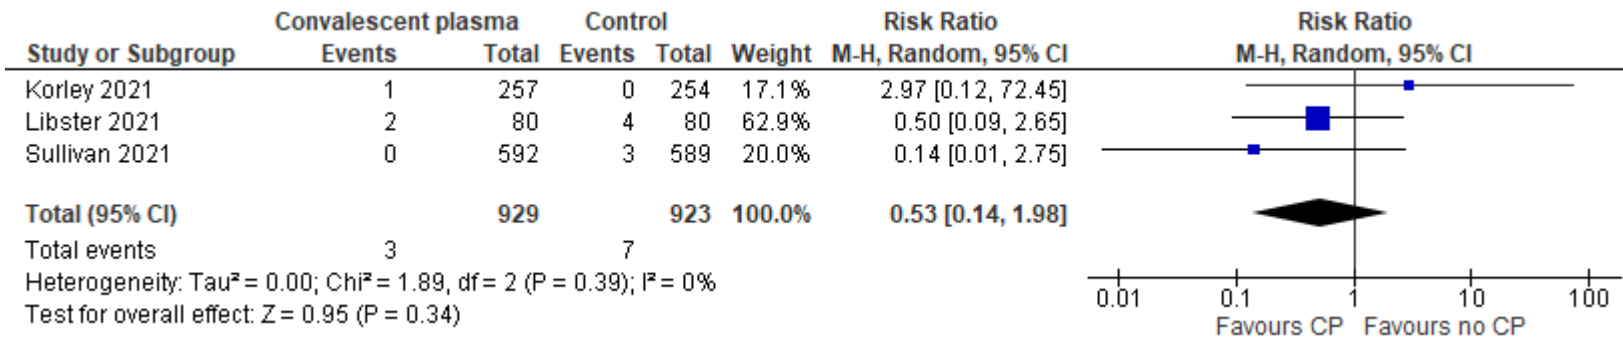 Convalescent plasma Control Risk Ratio Risk Ratio
Study or Subgroup Events Total Events Total Weight M-H, Random, 95% CI M-H, Random, 95% CI
Korley 2021 1 257 0 254 17.1% 2.97 [0.12, 72.45]
Libster 2021 2 80 4 80 62.9% 0.50 [0.09, 2.65]
Sullivan 2021 0 592 3 589 20.0% 0.14 [0.01, 2.75]
Total (95% CI) 929 923 100.0% 0.53 [0.14, 1.98]
Total events 3 7
Heterogeneity: Tau² = 0.00; Chi² = 1.89, df = 2 (P = 0.39); I² = 0%
Test for overall effect: Z = 0.95 (P = 0.34)
0.01 0.1 1 10 100
Favours CP Favours no CP